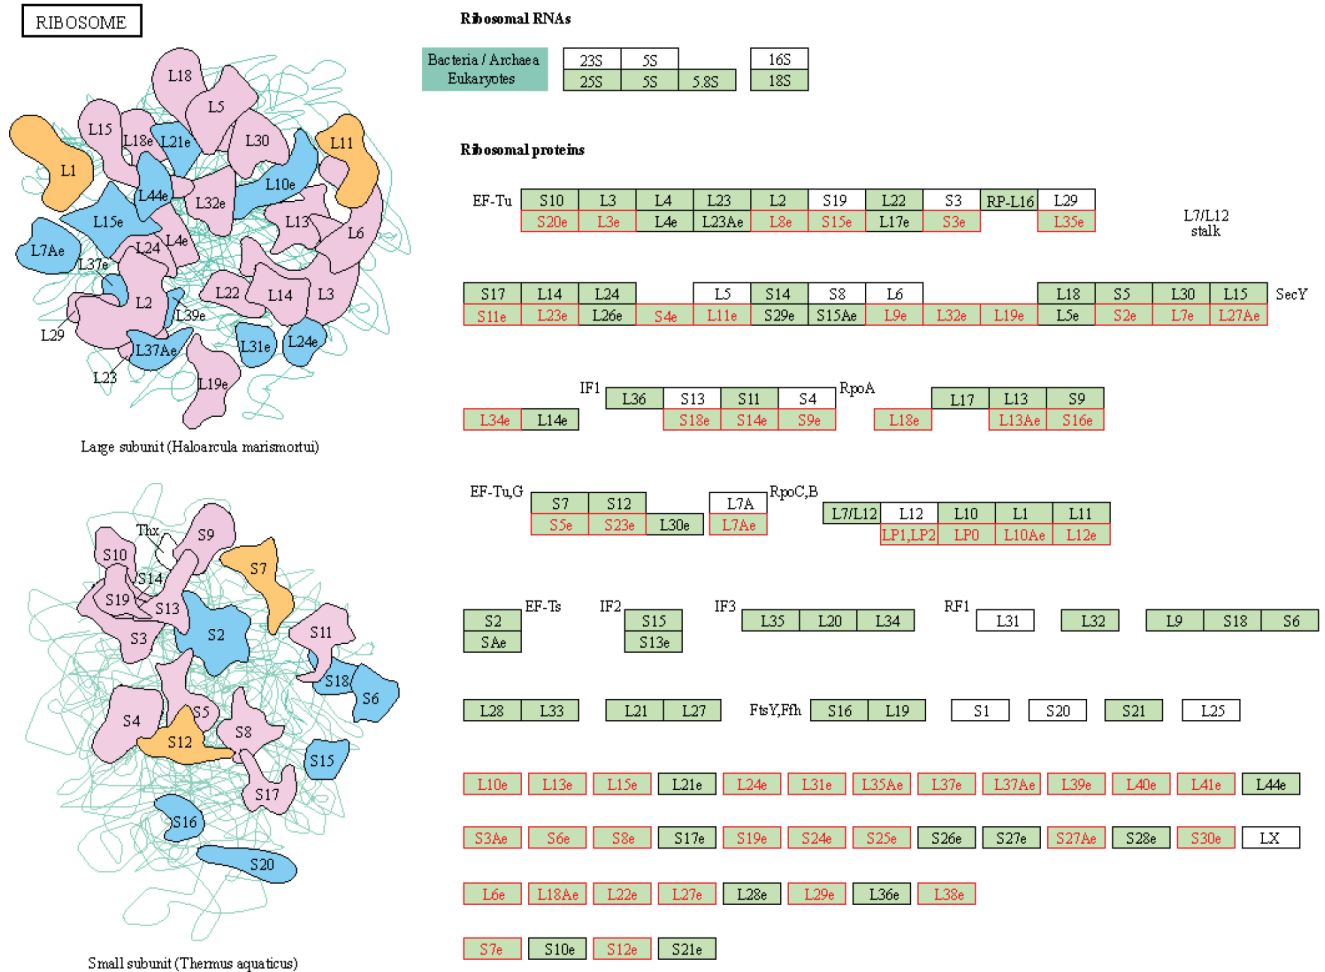 RIBOSOME
L18
L5
L15
L18e
L21e
L30
L11
L1
L44e
L10e
L32e
L15e
L13
L6
L7Ae
L4e
L24
L37e
L2
L22
L14
L3
L39e
L29
L37Ae
L31e
L24e
L23
L19e
Large subunit (Haloarcula marismortui)
Thx
S9
S10
S14
S7
S19
S13
S3
S2
S11
S18
S6
S4
S5
S12
S8
S15
S17
S16
S20
Small subunit (Thermus aquaticus)
Ribosomal RNAs
Bacteria / Archaea 23S 5S 16S
Eukaryotes 25S 5S 5.8S 18S
Ribosomal proteins
EF-Tu S10 L3 L4 L23 L2 S19 L22 S3 RP-L16 L29
S20e L3e L4e L23Ae L8e S15e L17e S3e L35e
L7/L12
stalk
S17 L14 L24 L5 S14 S8 L6 L18 S5 L30 L15 SecY
S11e L23e L26e S4e L11e S29e S15Ae L9e L32e L19e L5e S2e L7e L27Ae
IF1 L36 S13 S11 S4 RpoA L17 L13 S9
L34e L14e S18e S14e S9e L18e L13Ae S16e
EF-Tu,G S7 S12 L7A RpoC,B L7/L12 L12 L10 L1 L11
S5e S23e L30e L7Ae LP1,LP2 LP0 L10Ae L12e
S2 EF-Ts IF2 S15 IF3 L35 L20 L34 RF1 L31 L32 L9 S18 S6
SAe S13e
L28 L33 L21 L27 FtsY,Ffh S16 L19 S1 S20 S21 L25
L10e L13e L15e L21e L24e L31e L35Ae L37e L37Ae L39e L40e L41e L44e
S3Ae S6e S8e S17e S19e S24e S25e S26e S27e S27Ae S28e S30e LX
L6e L18Ae L22e L27e L28e L29e L36e L38e
S7e S10e S12e S21e